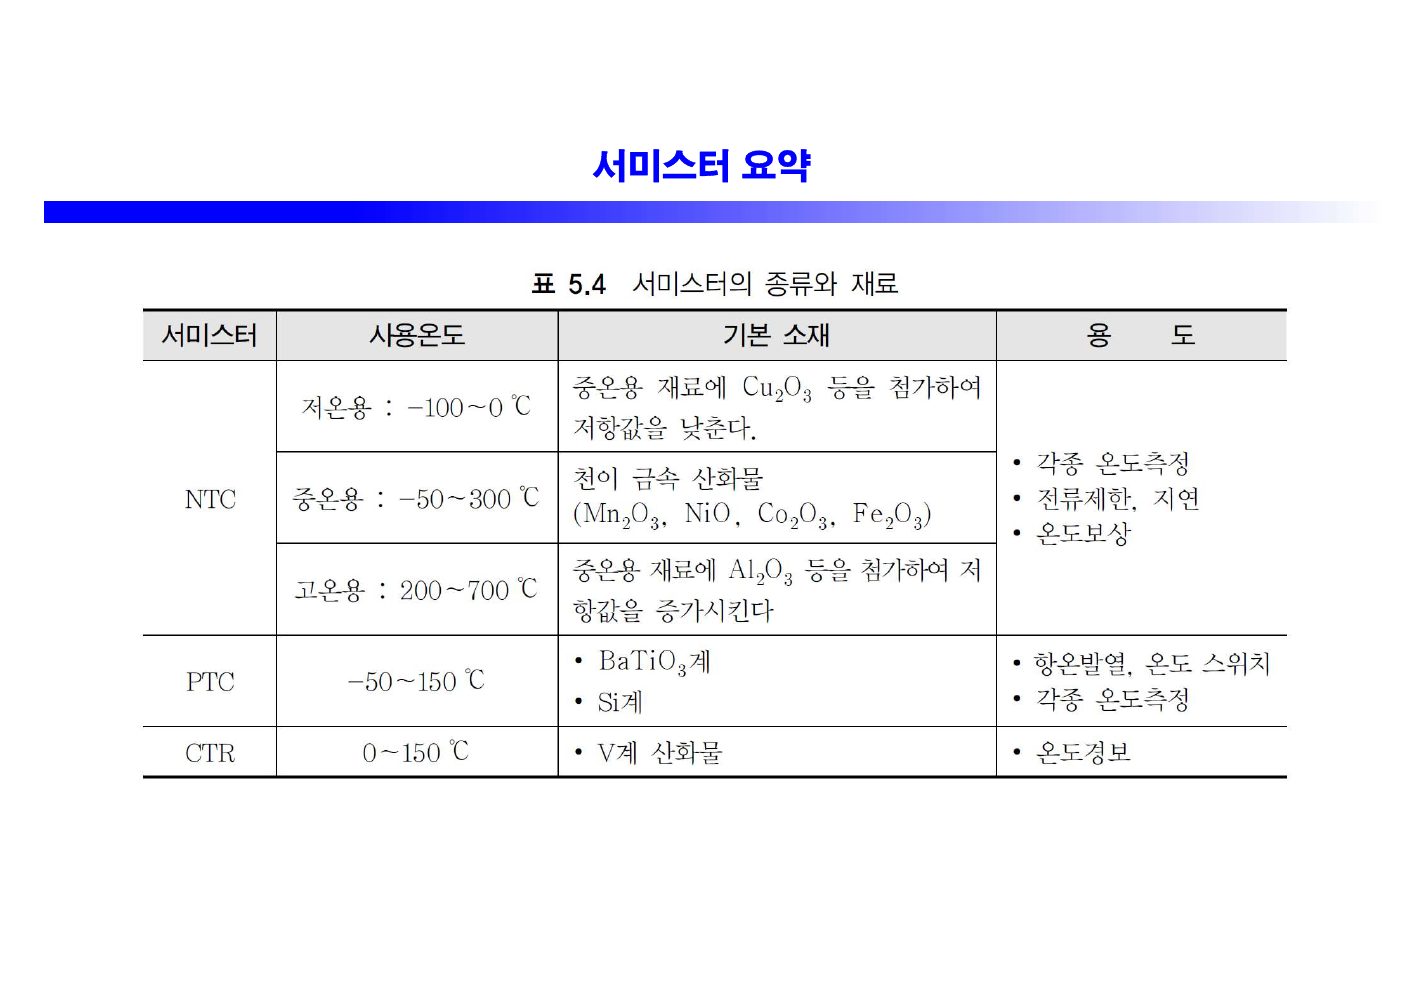 서미스터 요약
표 5.4 서미스터의 종류와 재료
서미스터 사용온도 기본 소재 용 도
NTC
저온용 : −100~0 ℃
중온용 재료에 Cu₂O₃ 등을 첨가하여
저항값을 낮춘다.
중온용 : −50~300 ℃
천이 금속 산화물
(Mn₂O₃, NiO, Co₂O₃, Fe₂O₃)
고온용 : 200~700 ℃
중온용 재료에 Al₂O₃ 등을 첨가하여 저
항값을 증가시킨다
• 각종 온도측정
• 전류제한, 지연
• 온도보상
PTC
−50~150 ℃
• BaTiO₃계
• Si계
• 항온발열, 온도 스위치
• 각종 온도측정
CTR
0~150 ℃
• V계 산화물
• 온도경보